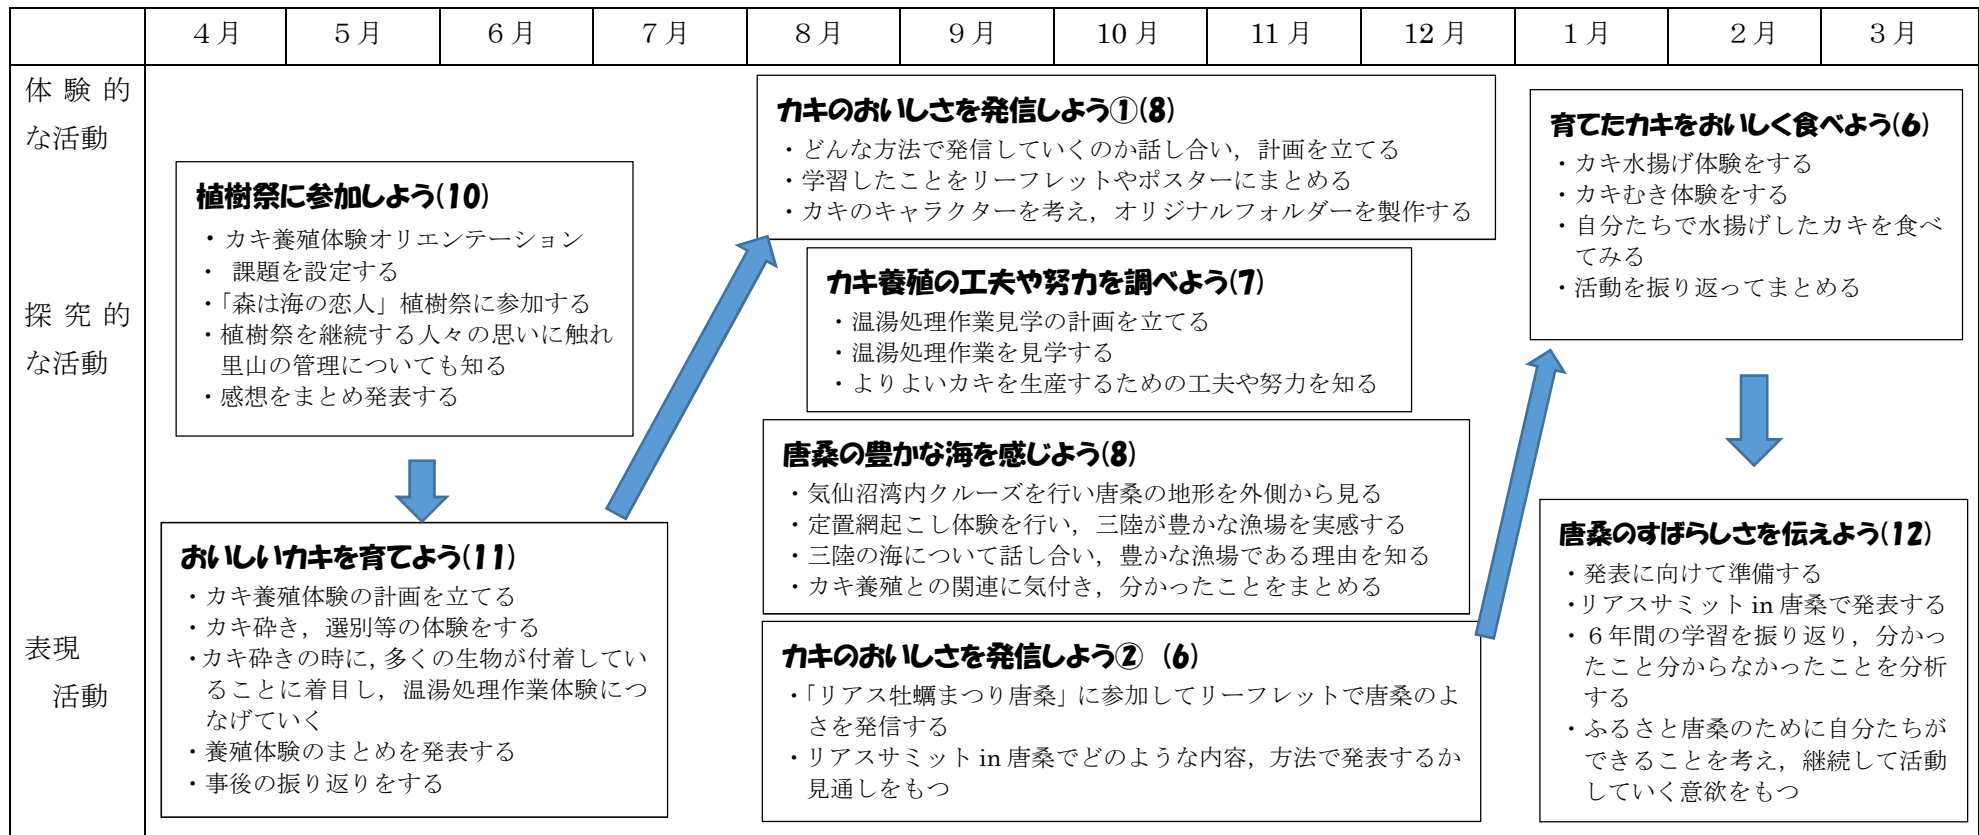 4月 5月 6月 7月 8月 9月 10月 11月 12月 1月 2月 3月
体験的
な活動
探究的
な活動
表現
活動
植樹祭に参加しよう(10)
・カキ養殖体験オリエンテーション
・ 課題を設定する
・「森は海の恋人」植樹祭に参加する
・植樹祭を継続する人々の思いに触れ
里山の管理についても知る
・感想をまとめ発表する
おいしいカキを育てよう(11)
・カキ養殖体験の計画を立てる
・カキ砕き，選別等の体験をする
・カキ砕きの時に，多くの生物が付着してい
ることに着目し，温湯処理作業体験につ
なげていく
・養殖体験のまとめを発表する
・事後の振り返りをする
カキのおいしさを発信しよう①(8)
・どんな方法で発信していくのか話し合い，計画を立てる
・学習したことをリーフレットやポスターにまとめる
・カキのキャラクターを考え，オリジナルフォルダーを製作する
カキ養殖の工夫や努力を調べよう(7)
・温湯処理作業見学の計画を立てる
・温湯処理作業を見学する
・よりよいカキを生産するための工夫や努力を知る
唐桑の豊かな海を感じよう(8)
・気仙沼湾内クルーズを行い唐桑の地形を外側から見る
・定置網起こし体験を行い，三陸が豊かな漁場を実感する
・三陸の海について話し合い，豊かな漁場である理由を知る
・カキ養殖との関連に気付き，分かったことをまとめる
カキのおいしさを発信しよう② (6)
・「リアス牡蠣まつり唐桑」に参加してリーフレットで唐桑のよ
さを発信する
・リアスサミット in 唐桑でどのような内容，方法で発表するか
見通しをもつ
育てたカキをおいしく食べよう(6)
・カキ水揚げ体験をする
・カキむき体験をする
・自分たちで水揚げしたカキを食べ
てみる
・活動を振り返ってまとめる
唐桑のすばらしさを伝えよう(12)
・発表に向けて準備する
・リアスサミット in 唐桑で発表する
・６年間の学習を振り返り，分かっ
たこと分からなかったことを分析
する
・ふるさと唐桑のために自分たちが
できることを考え，継続して活動
していく意欲をもつ